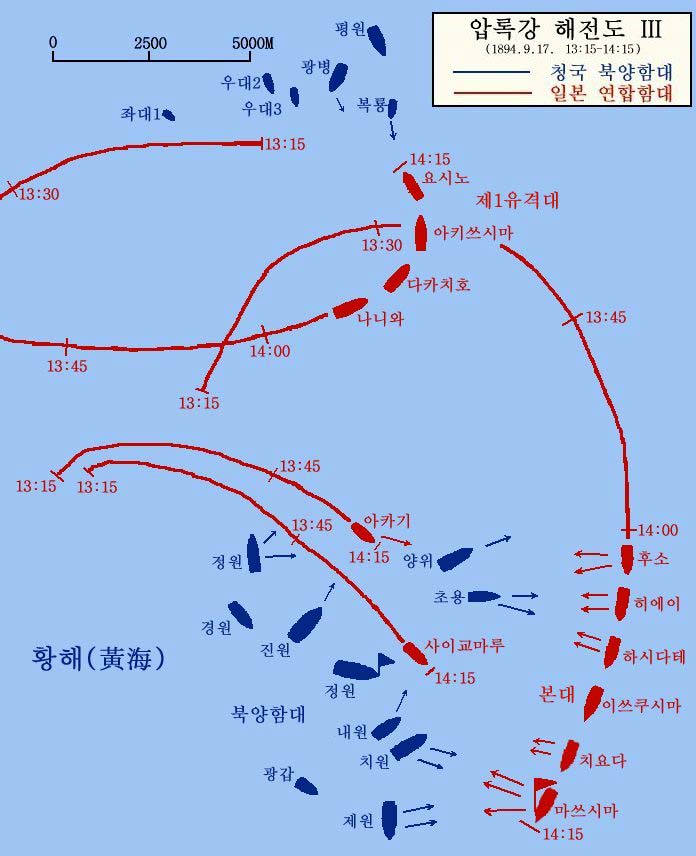 압록강 해전도 III
(1894.9.17. 13:15-14:15)
청국 북양함대
일본 연합함대
0 2500 5000M
평원
광병
우대2
우대3
복룡
좌대1
13:15
13:30
14:15
요시노
제1유격대
아키쓰시마
13:30
다카치호
나니와
13:45
14:00
13:45
13:15
13:45
13:15
13:15
아카기
13:45
14:15
14:00
후소
정원
양위
초용
히에이
경원
진원
사이쿄마루
하시다테
황해(黃海)
정원
14:15
본대
이쓰쿠시마
북양함대
내원
치원
치요다
광갑
제원
마쓰시마
14:15